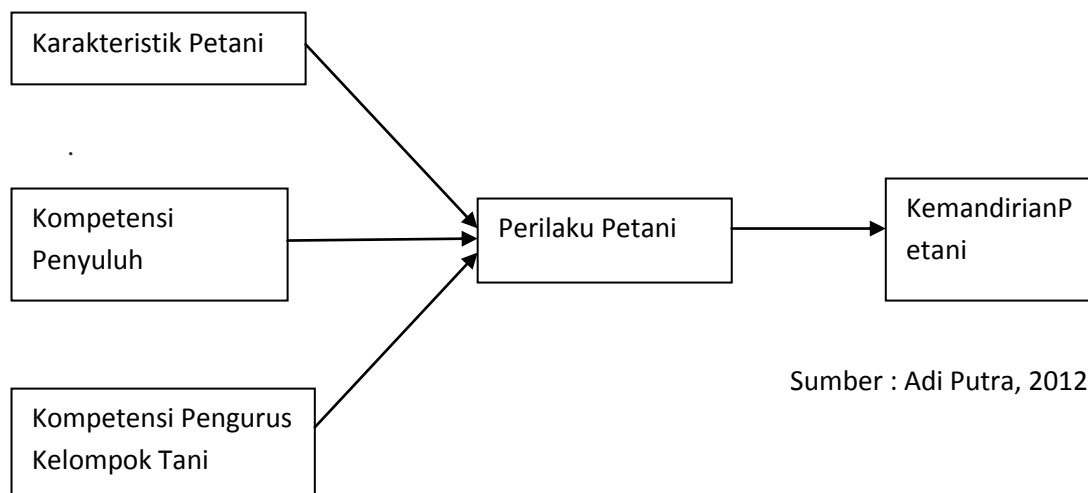 Karakteristik Petani
Kompetensi
Penyuluh
Kompetensi Pengurus
Kelompok Tani
Perilaku Petani
KemandirianP
etani
Sumber : Adi Putra, 2012